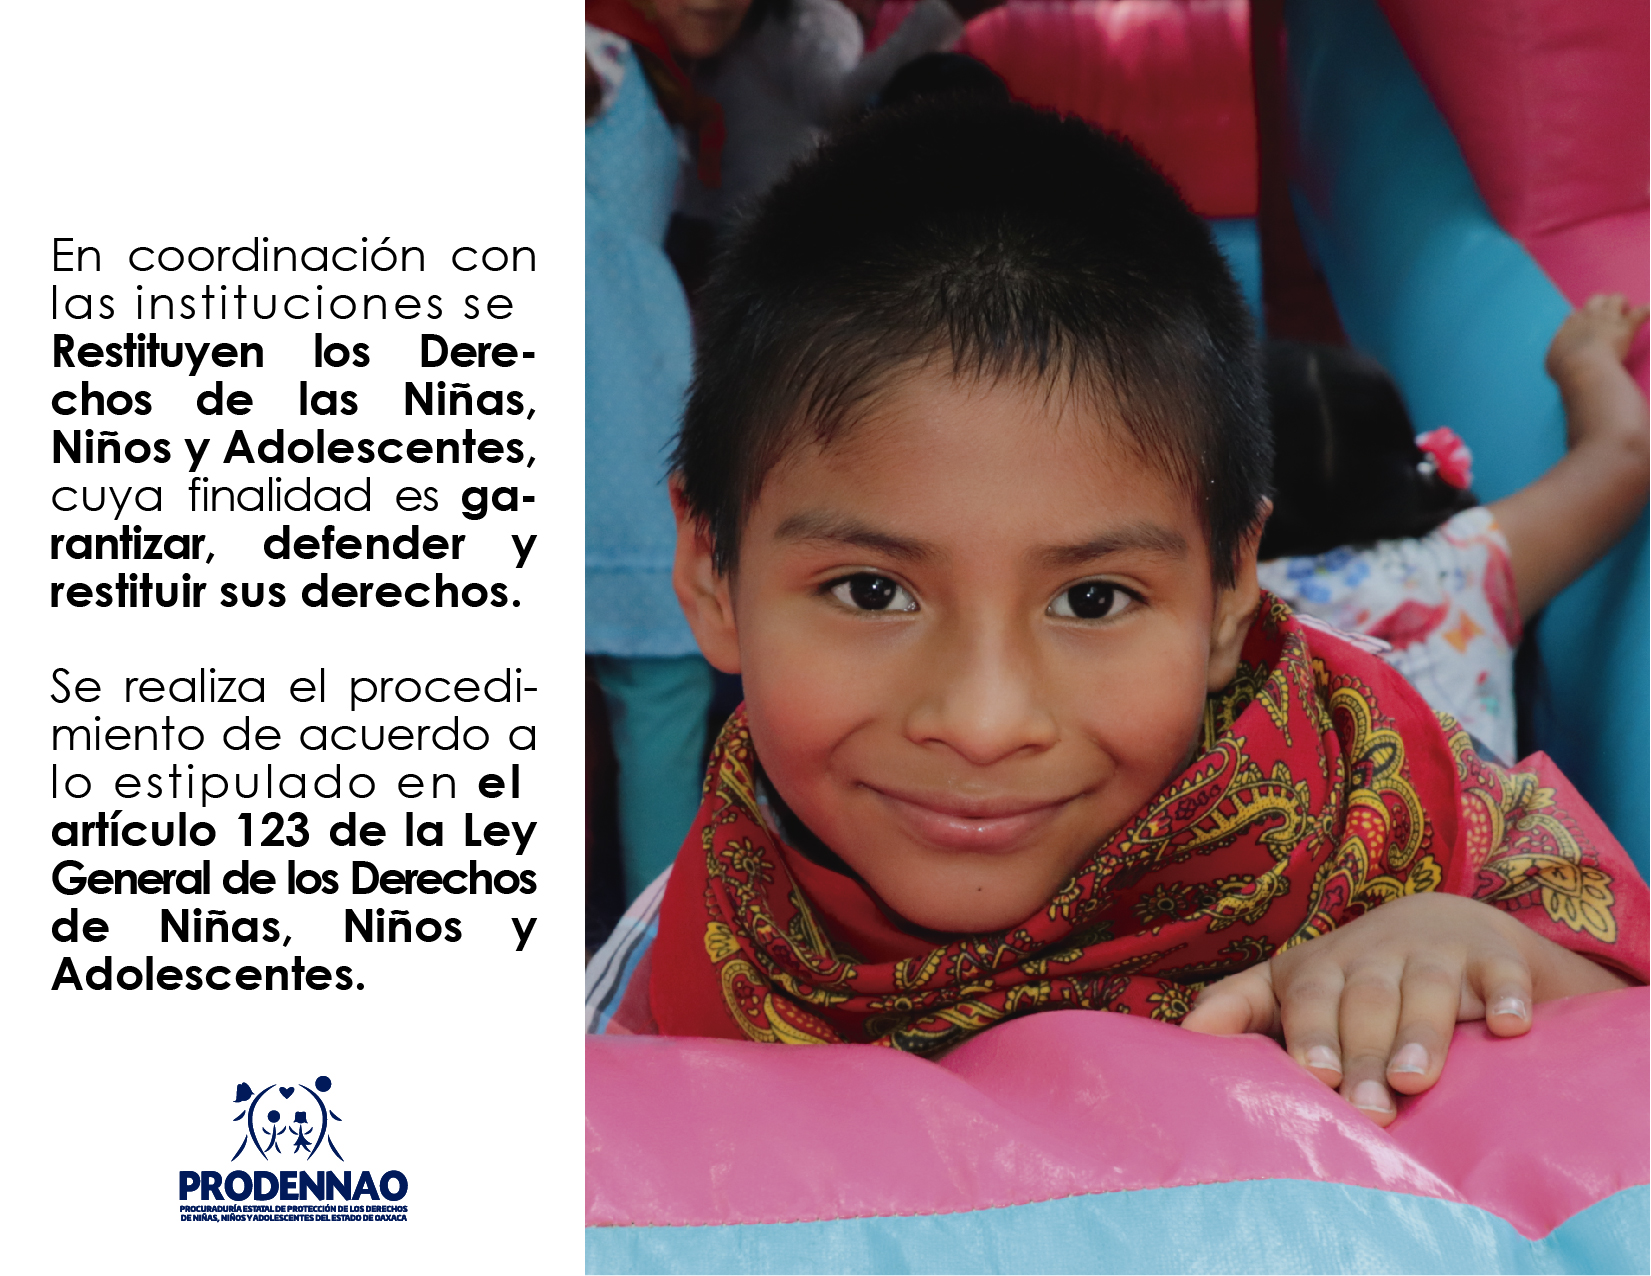 En coordinación con
las instituciones se
Restituyen los Dere-
chos de las Niñas,
Niños y Adolescentes,
cuya finalidad es ga-
rantizar, defender y
restituir sus derechos.
Se realiza el procedi-
miento de acuerdo a
lo estipulado en el
artículo 123 de la Ley
General de los Derechos
de Niñas, Niños y
Adolescentes.
PRODENNAO
PROCURADURÍA ESTATAL DE PROTECCIÓN DE LOS DERECHOS
DE NIÑAS, NIÑOS Y ADOLESCENTES DEL ESTADO DE OAXACA